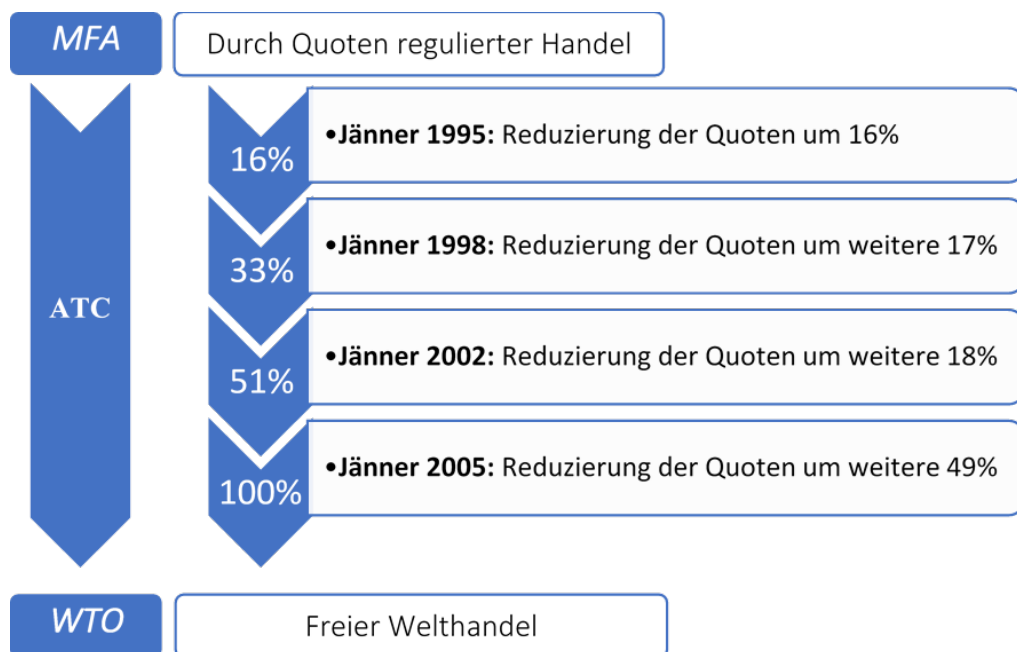 MFA
Durch Quoten regulierter Handel
16%
•Jänner 1995: Reduzierung der Quoten um 16%
33%
•Jänner 1998: Reduzierung der Quoten um weitere 17%
ATC
51%
•Jänner 2002: Reduzierung der Quoten um weitere 18%
100%
•Jänner 2005: Reduzierung der Quoten um weitere 49%
WTO
Freier Welthandel